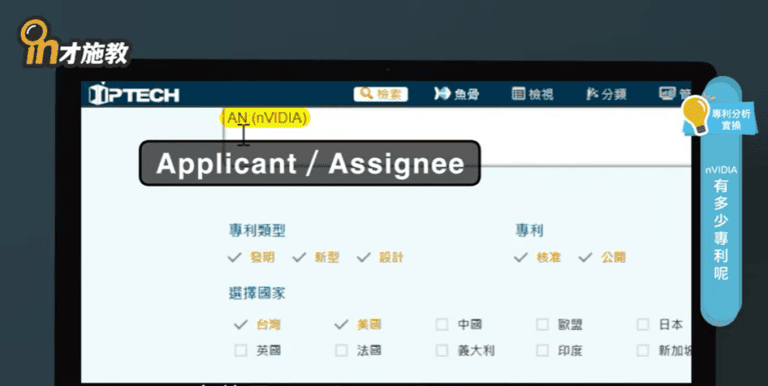 in才施教
IPTECH
檢索
魚骨
檢視
分類
AN (nVIDIA)
Applicant / Assignee
專利分析
實操
nVIDIA
有多少專利呢
專利類型
專利
發明
新型
設計
核准
公開
選擇國家
台灣
美國
中國
歐盟
日本
英國
法國
義大利
印度
新加坡